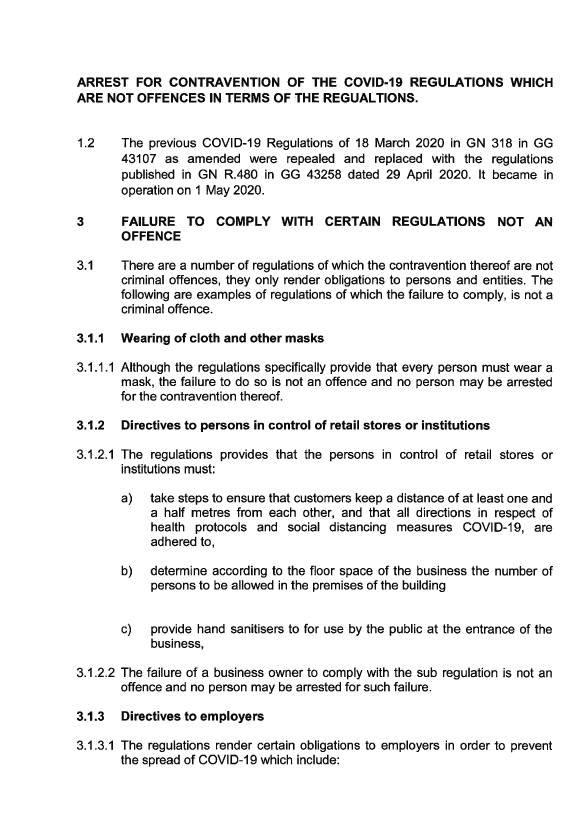 ARREST FOR CONTRAVENTION OF THE COVID-19 REGULATIONS WHICH
ARE NOT OFFENCES IN TERMS OF THE REGUALTIONS.
1.2 The previous COVID-19 Regulations of 18 March 2020 in GN 318 in GG
43107 as amended were repealed and replaced with the regulations
published in GN R.480 in GG 43258 dated 29 April 2020. It became in
operation on 1 May 2020.
3 FAILURE TO COMPLY WITH CERTAIN REGULATIONS NOT AN
OFFENCE
3.1 There are a number of regulations of which the contravention thereof are not
criminal offences, they only render obligations to persons and entities. The
following are examples of regulations of which the failure to comply, is not a
criminal offence.
3.1.1 Wearing of cloth and other masks
3.1.1.1 Although the regulations specifically provide that every person must wear a
mask, the failure to do so is not an offence and no person may be arrested
for the contravention thereof.
3.1.2 Directives to persons in control of retail stores or institutions
3.1.2.1 The regulations provides that the persons in control of retail stores or
institutions must:
a) take steps to ensure that customers keep a distance of at least one and
a half metres from each other, and that all directions in respect of
health protocols and social distancing measures COVID-19, are
adhered to,
b) determine according to the floor space of the business the number of
persons to be allowed in the premises of the building
c) provide hand sanitisers to for use by the public at the entrance of the
business,
3.1.2.2 The failure of a business owner to comply with the sub regulation is not an
offence and no person may be arrested for such failure.
3.1.3 Directives to employers
3.1.3.1 The regulations render certain obligations to employers in order to prevent
the spread of COVID-19 which include: